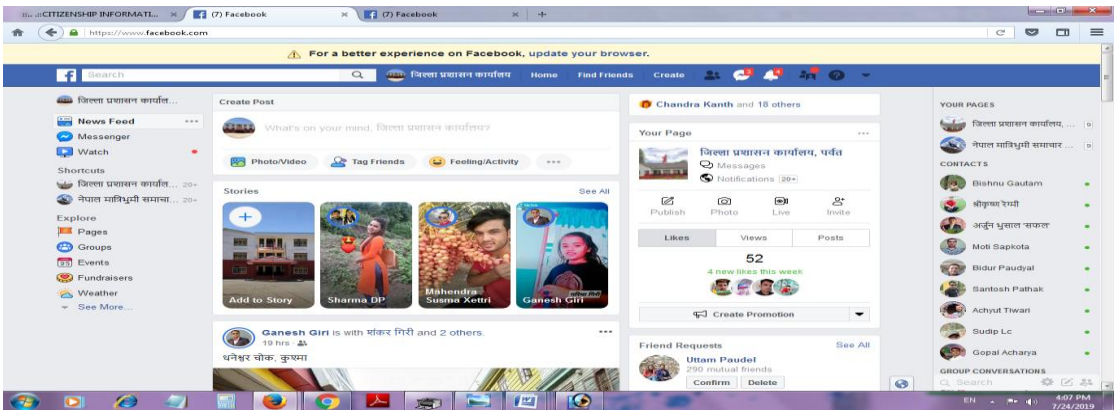 ::.. .::CITIZENSHIP INFORMATI...
(7) Facebook
(7) Facebook
https://www.facebook.com
For a better experience on Facebook, update your browser.
Search
जिल्ला प्रशासन कार्यालय
Home
Find Friends
Create
जिल्ला प्रशासन कार्याल...
News Feed
Messenger
Watch
Shortcuts
जिल्ला प्रशासन कार्याल... 20+
नेपाल मातृभुमी समाचा... 20+
Explore
Pages
Groups
Events
Fundraisers
Weather
See More...
Create Post
What's on your mind, जिल्ला प्रशासन कार्यालय?
Photo/Video
Tag Friends
Feeling/Activity
Stories
See All
Add to Story
Sharma DP
Mahendra
Susma Xettri
Ganesh Giri
Ganesh Giri is with शंकर गिरी and 2 others.
19 hrs
धनेश्वर चोक, कुश्मा
Chandra Kanth and 18 others
Your Page
जिल्ला प्रशासन कार्यालय, पर्वत
Messages
Notifications 20+
Publish
Photo
Live
Invite
Likes
Views
Posts
52
4 new likes this week
Create Promotion
Friend Requests
See All
Uttam Paudel
290 mutual friends
Confirm
Delete
YOUR PAGES
जिल्ला प्रशासन कार्यालय, ... 9
नेपाल मातृभुमी समाचार ... 9
CONTACTS
Bishnu Gautam
श्रीकृष्ण रेग्मी
अर्जुन भुसाल 'सफल'
Moti Sapkota
Bidur Paudyal
Santosh Pathak
Achyut Tiwari
Sudip Lc
Gopal Acharya
GROUP CONVERSATIONS
Search
EN
4:07 PM
7/24/2019